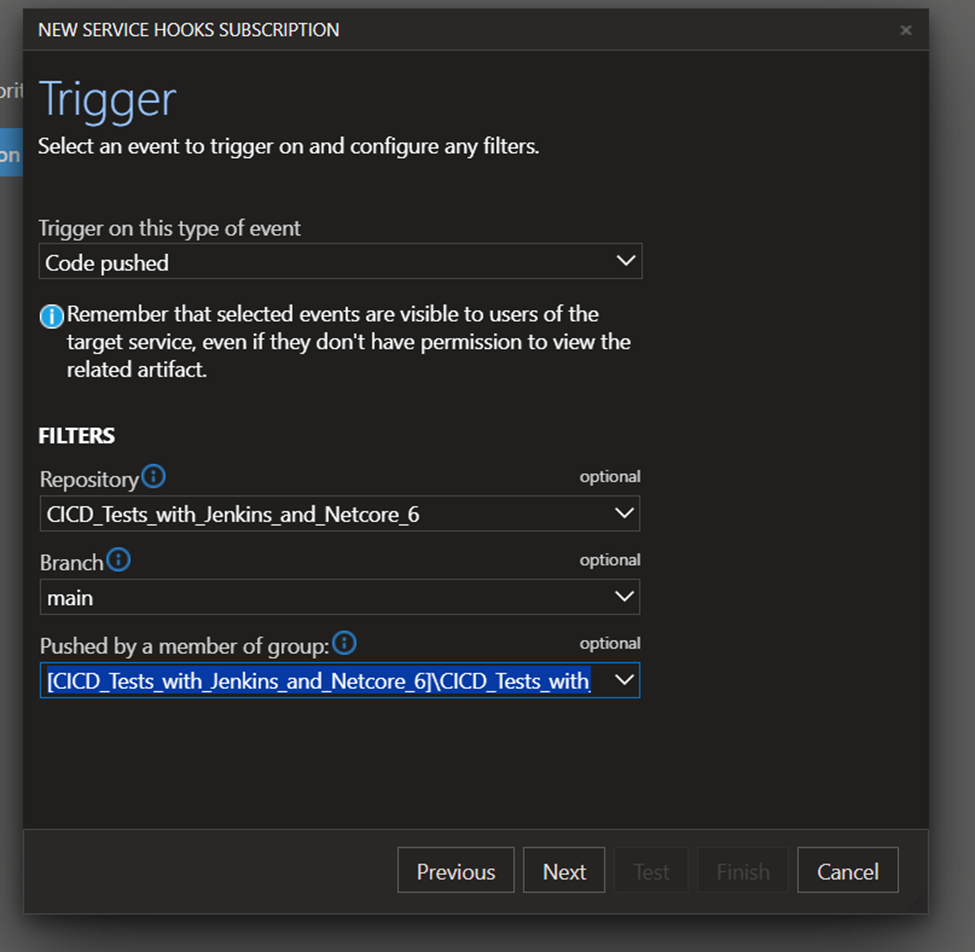 NEW SERVICE HOOKS SUBSCRIPTION
Trigger
Select an event to trigger on and configure any filters.
Trigger on this type of event
Code pushed
Remember that selected events are visible to users of the
target service, even if they don't have permission to view the
related artifact.
FILTERS
Repository optional
CICD_Tests_with_Jenkins_and_Netcore_6
Branch optional
main
Pushed by a member of group: optional
[CICD_Tests_with_Jenkins_and_Netcore_6]\CICD_Tests_with_
Previous Next Test Finish Cancel